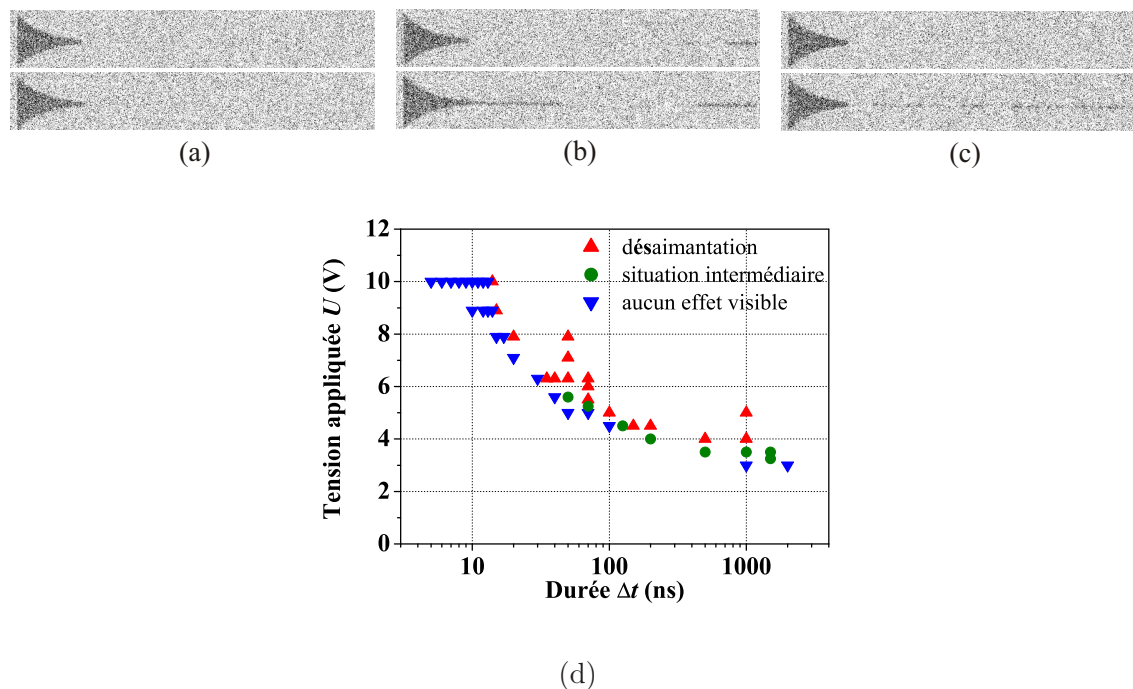 (a)
(b)
(c)
12
10
8
6
4
2
0
Tension appliquée U (V)
désaimantation
situation intermédiaire
aucun effet visible
10
100
1000
Durée Δt (ns)
(d)